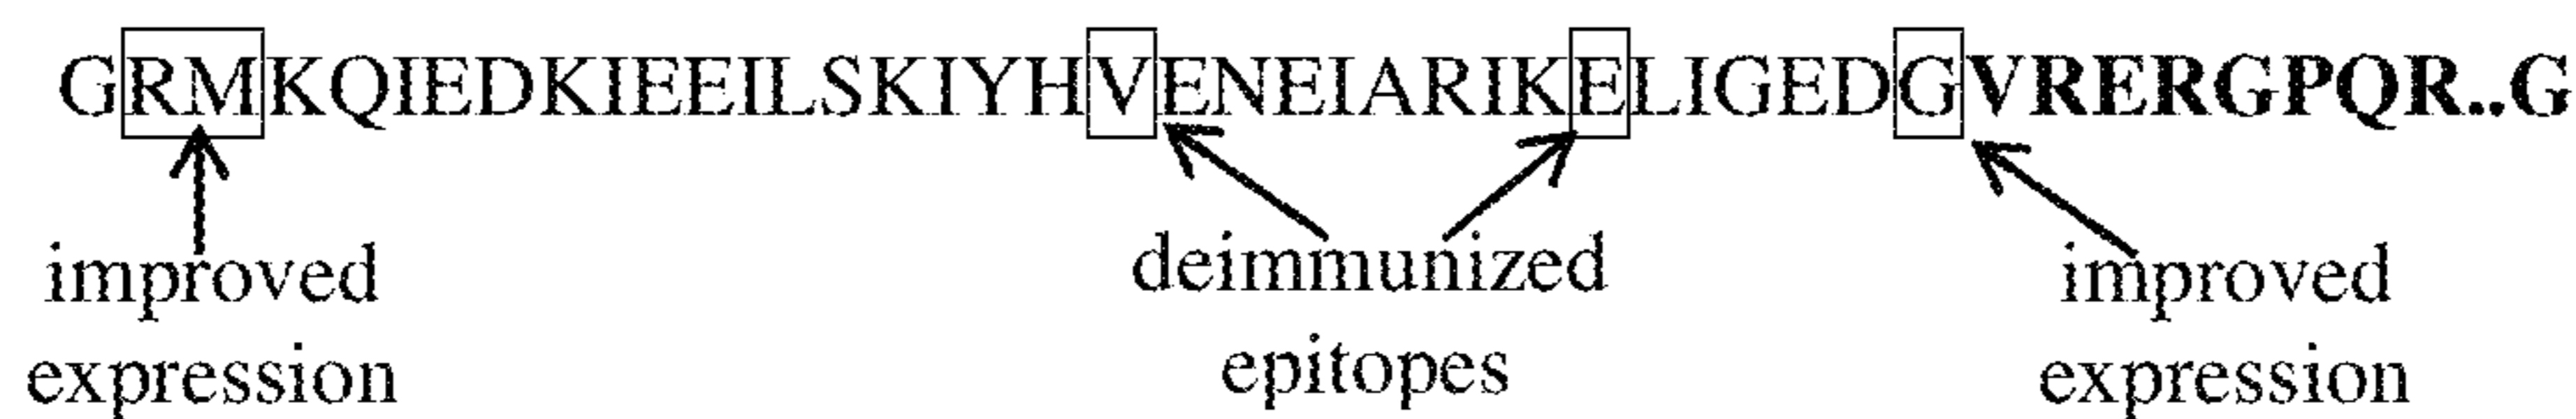 GRMKQIEDKIEEILSKIYHVENEIARIKELIGEDGVRERGPQR..G
improved deimmunized improved
expression epitopes expression